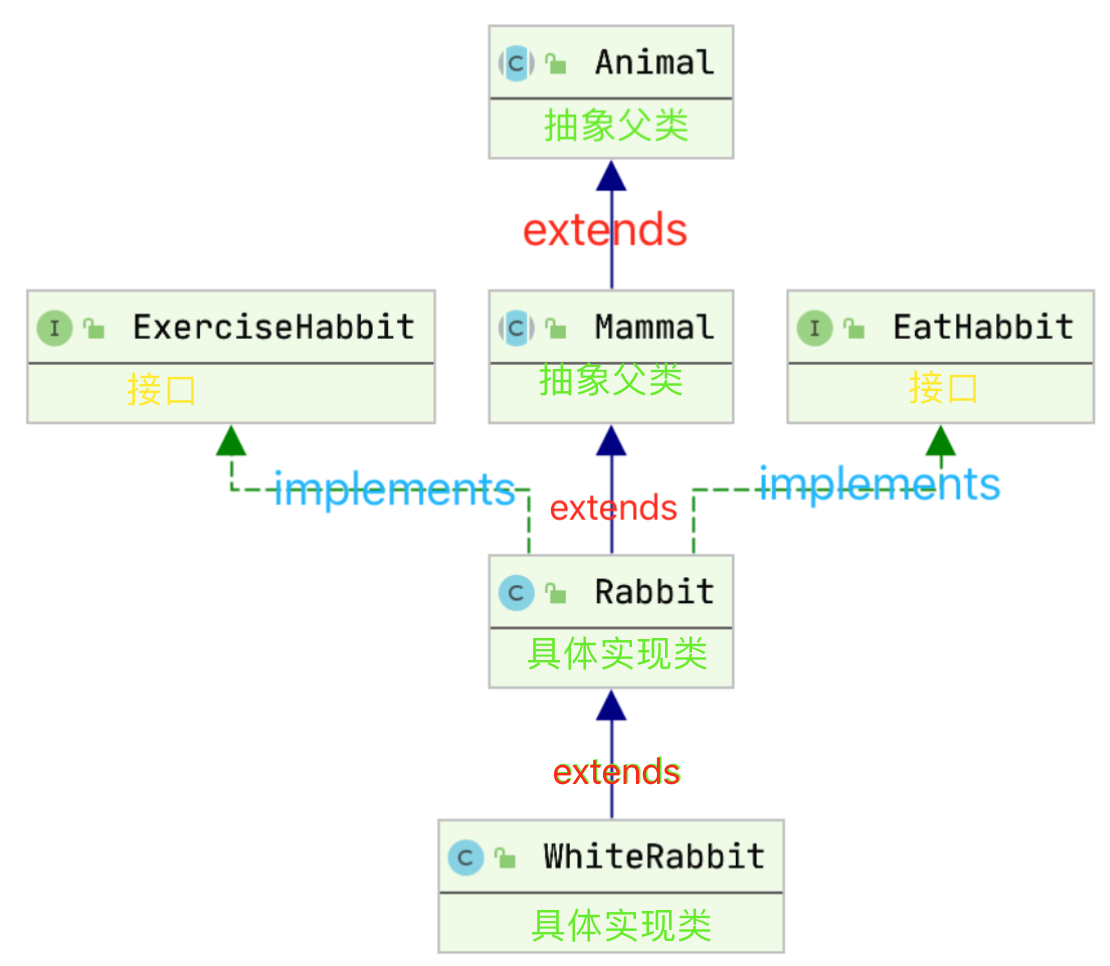 C Animal
抽象父类
extends
I ExerciseHabbit
接口
C Mammal
抽象父类
I EatHabbit
接口
implements
extends
implements
C Rabbit
具体实现类
extends
C WhiteRabbit
具体实现类